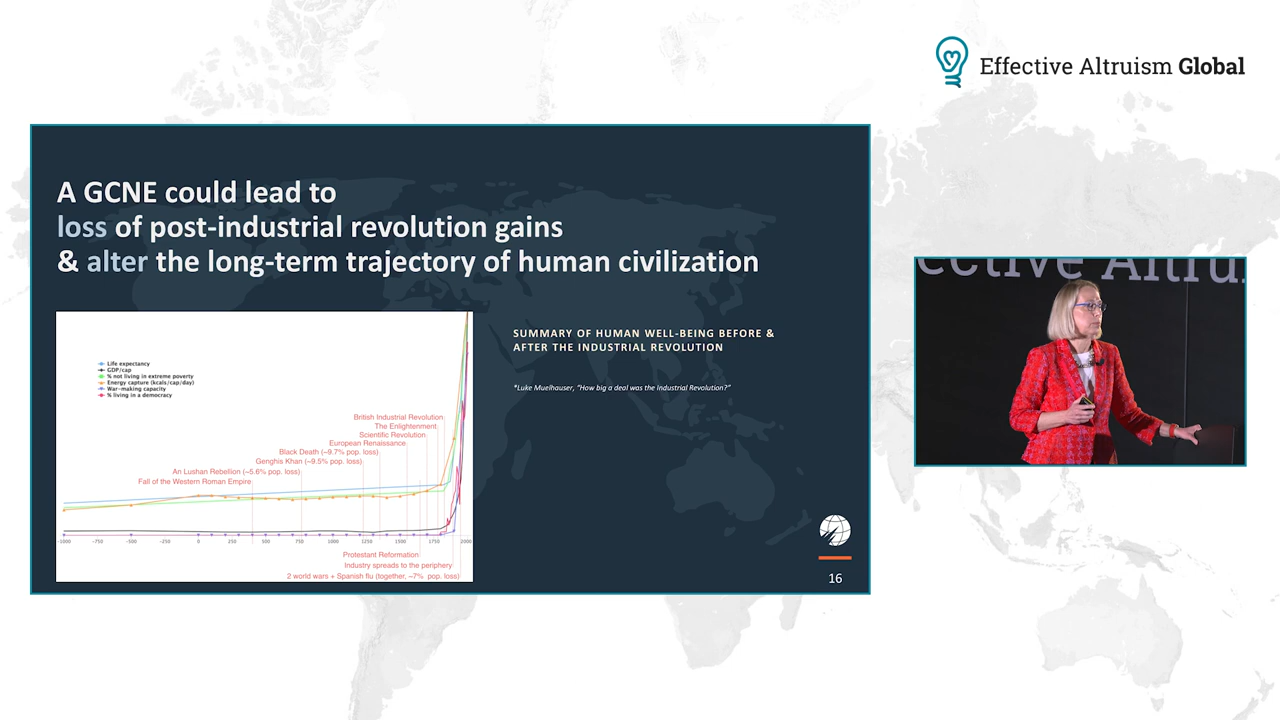 Effective Altruism Global
A GCNE could lead to
loss of post-industrial revolution gains
& alter the long-term trajectory of human civilization
SUMMARY OF HUMAN WELL-BEING BEFORE &
AFTER THE INDUSTRIAL REVOLUTION
*Luke Muelhauser, "How big a deal was the Industrial Revolution?"
Life expectancy
GDP/cap
% not living in extreme poverty
Energy capture (kcals/cap/day)
War-making capacity
% living in a democracy
British Industrial Revolution
The Enlightenment
Scientific Revolution
European Renaissance
Black Death (~9.7% pop. loss)
Genghis Khan (~9.5% pop. loss)
An Lushan Rebellion (~5.6% pop. loss)
Fall of the Western Roman Empire
-1000 -750 -500 -250 0 250 500 750 1000 1250 1500 1750 2000
Protestant Reformation
Industry spreads to the periphery
2 world wars + Spanish flu (together, ~7% pop. loss)
16
ective Altru